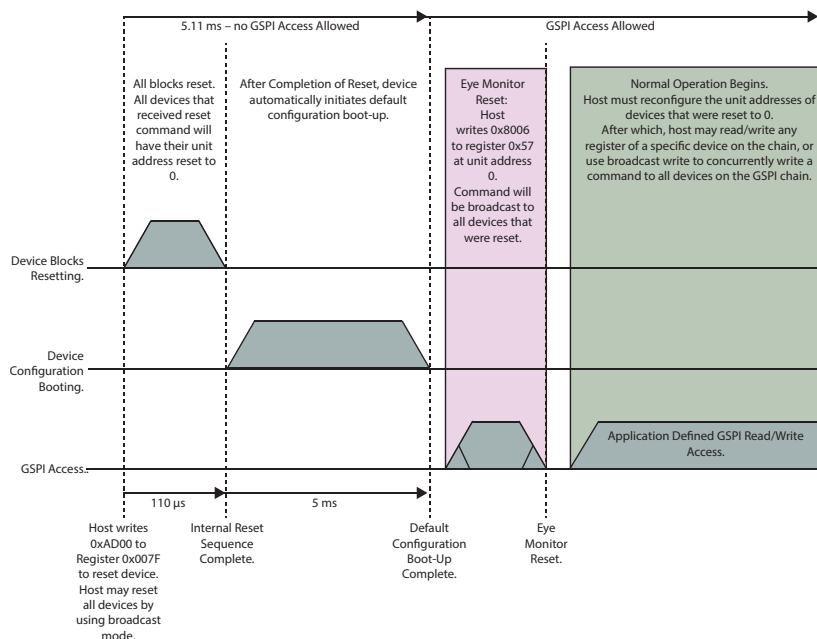 5.11 ms – no GSPI Access Allowed
GSPI Access Allowed
All blocks reset.
All devices that
received reset
command will
have their unit
address reset to
0.
After Completion of Reset, device
automatically initiates default
configuration boot-up.
Eye Monitor
Reset:
Host
writes 0x8006
to register 0x57
at unit address
0.
Command will
be broadcast to
all devices that
were reset.
Normal Operation Begins.
Host must reconfigure the unit addresses of
devices that were reset to 0.
After which, host may read/write any
register of a specific device on the chain, or
use broadcast write to concurrently write a
command to all devices on the GSPI chain.
Device Blocks
Resetting.
Device
Configuration
Booting.
Application Defined GSPI Read/Write
Access.
GSPI Access.
110 μs
5 ms
Host writes
0xAD00 to
Register 0x007F
to reset device.
Host may reset
all devices by
using broadcast
mode.
Internal Reset
Sequence
Complete.
Default
Configuration
Boot-Up
Complete.
Eye
Monitor
Reset.